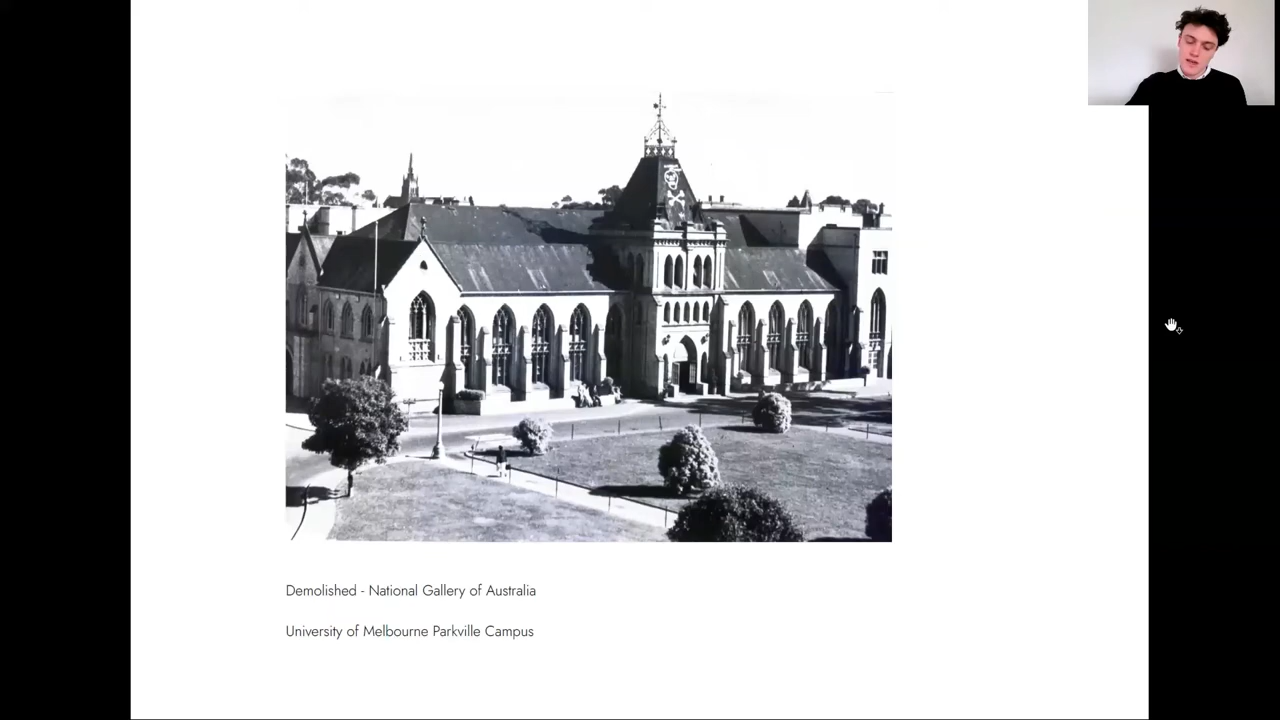 Demolished - National Gallery of Australia
University of Melbourne Parkville Campus